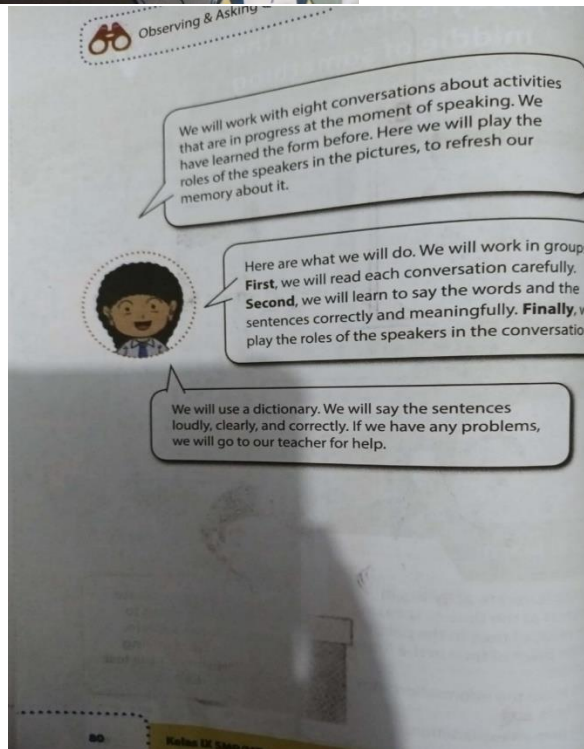 Observing & Asking
We will work with eight conversations about activities
that are in progress at the moment of speaking. We
have learned the form before. Here we will play the
roles of the speakers in the pictures, to refresh our
memory about it.
Here are what we will do. We will work in group
First, we will read each conversation carefully.
Second, we will learn to say the words and the
sentences correctly and meaningfully. Finally,
play the roles of the speakers in the conversatio
We will use a dictionary. We will say the sentences
loudly, clearly, and correctly. If we have any problems,
we will go to our teacher for help.
80
Kelas IX SMP